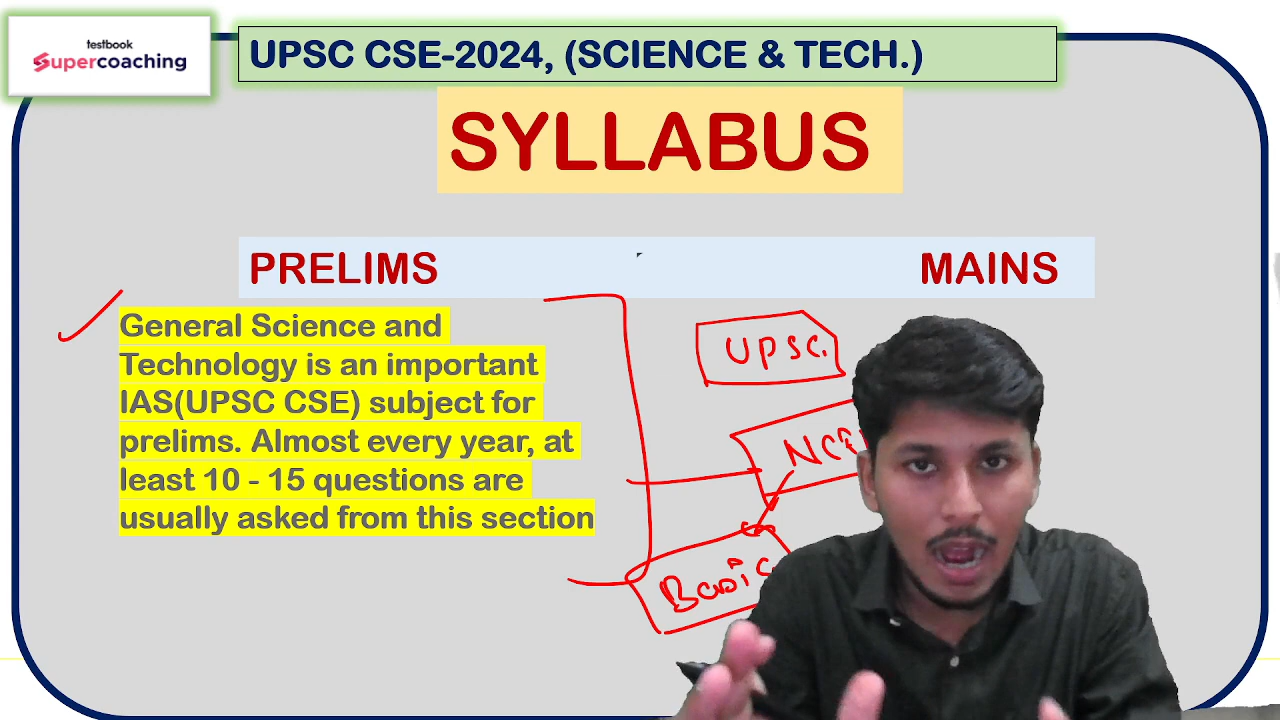 testbook
Supercoaching
UPSC CSE-2024, (SCIENCE & TECH.)
SYLLABUS
PRELIMS MAINS
General Science and
Technology is an important
IAS(UPSC CSE) subject for
prelims. Almost every year, at
least 10 - 15 questions are
usually asked from this section
UPSC.
Basic